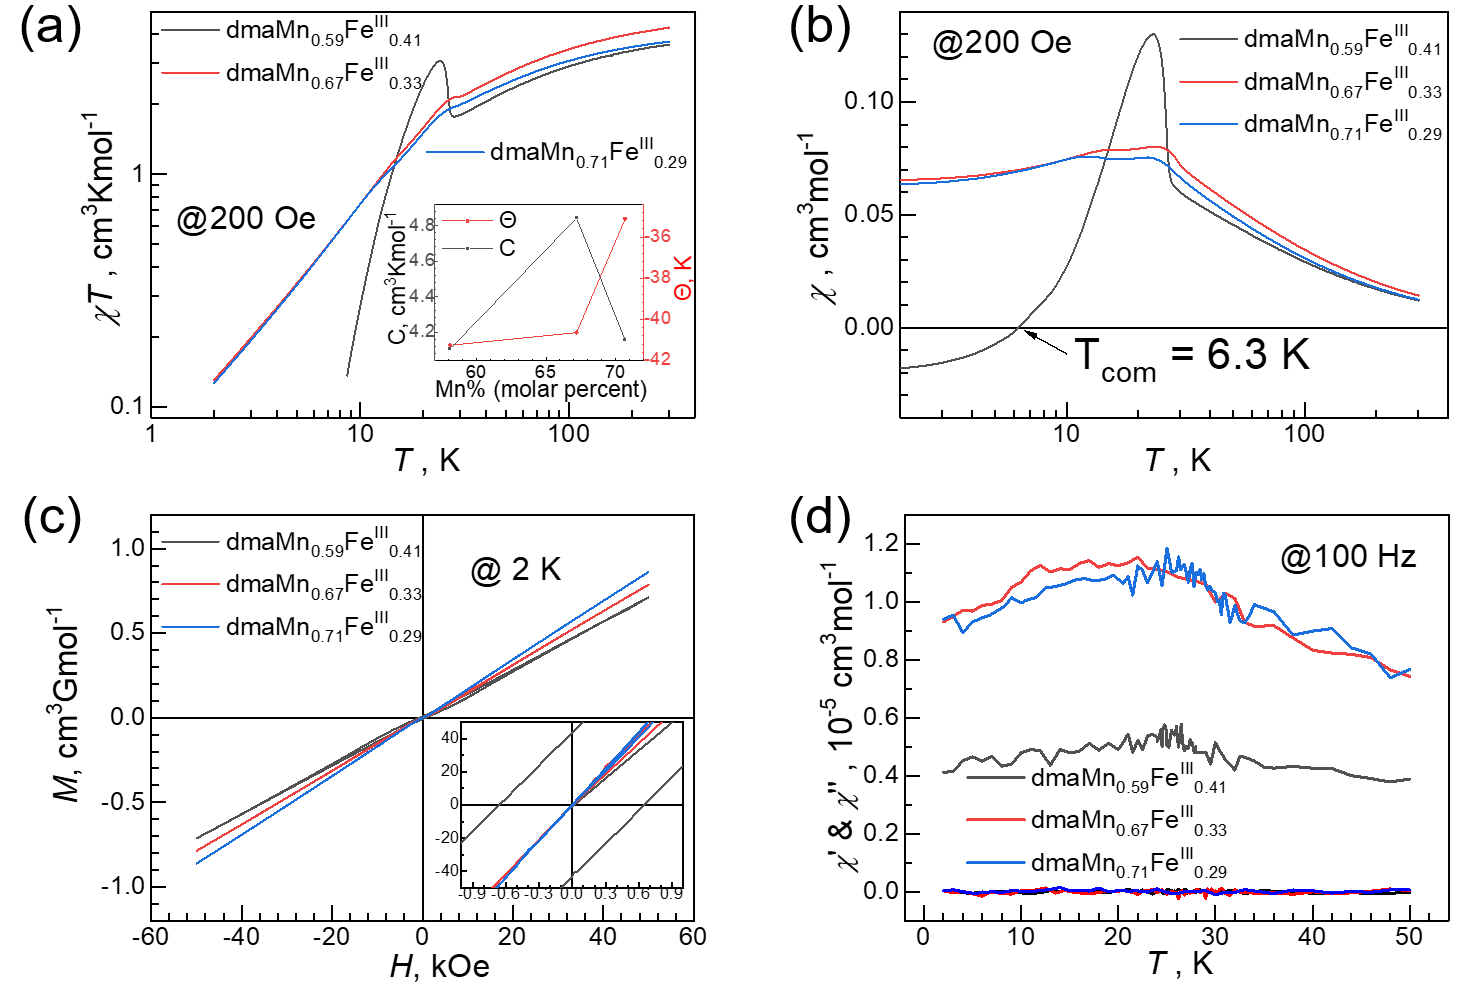 (a)
dmaMn0.59FeIII0.41
dmaMn0.67FeIII0.33
dmaMn0.71FeIII0.29
@200 Oe
1
0.1
χT , cm3Kmol-1
1
10
100
T , K
Θ
C
4.8
4.6
4.4
4.2
C, cm3Kmol-1
-36
-38
-40
-42
Θ, K
60
65
70
Mn% (molar percent)
(b)
@200 Oe
dmaMn0.59FeIII0.41
dmaMn0.67FeIII0.33
dmaMn0.71FeIII0.29
0.10
0.05
0.00
χ , cm3mol-1
Tcom = 6.3 K
10
100
T , K
(c)
dmaMn0.59FeIII0.41
dmaMn0.67FeIII0.33
dmaMn0.71FeIII0.29
@ 2 K
1.0
0.5
0.0
-0.5
-1.0
M, cm3Gmol-1
-60
-40
-20
0
20
40
60
H, kOe
40
20
0
-20
-40
-0.9
-0.6
-0.3
0.0
0.3
0.6
0.9
(d)
@100 Hz
1.2
1.0
0.8
0.6
0.4
0.2
0.0
χ' & χ'' , 10-5 cm3mol-1
dmaMn0.59FeIII0.41
dmaMn0.67FeIII0.33
dmaMn0.71FeIII0.29
0
10
20
30
40
50
T , K